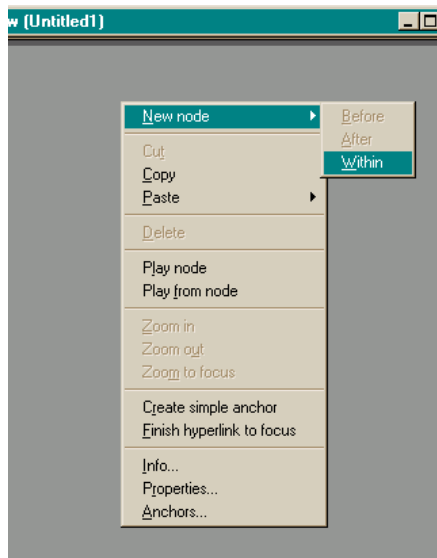 w (Untitled1)
New node
Before
After
Within
Cut
Copy
Paste
Delete
Play node
Play from node
Zoom in
Zoom out
Zoom to focus
Create simple anchor
Finish hyperlink to focus
Info...
Properties...
Anchors...